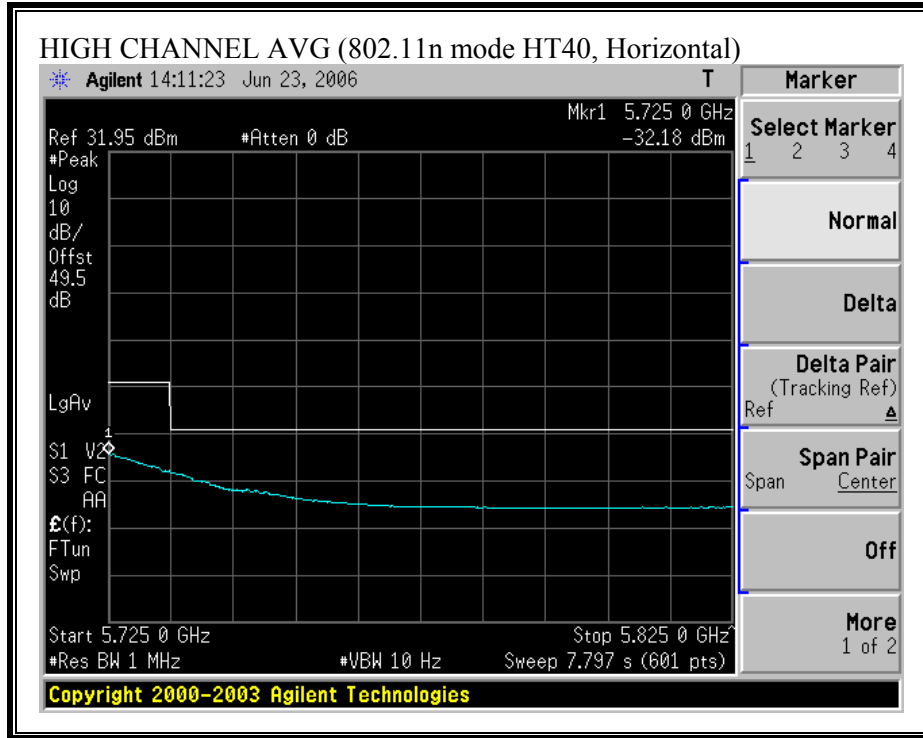 HIGH CHANNEL AVG (802.11n mode HT40, Horizontal)
Agilent 14:11:23 Jun 23, 2006 T
Mkr1 5.725 0 GHz
Ref 31.95 dBm #Atten 0 dB -32.18 dBm
#Peak
Log
10
dB/
Offst
49.5
dB
LgAv
1
S1 V2
S3 FC
AA
£(f):
FTun
Swp
Start 5.725 0 GHz Stop 5.825 0 GHz^
#Res BW 1 MHz #VBW 10 Hz Sweep 7.797 s (601 pts)
Copyright 2000-2003 Agilent Technologies
Marker
Select Marker
1 2 3 4
Normal
Delta
Delta Pair
(Tracking Ref)
Ref Δ
Span Pair
Span Center
Off
More
1 of 2